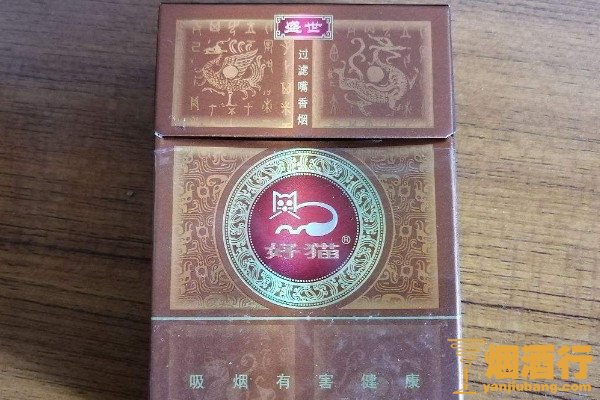 盛世
过滤嘴香烟
好猫®
吸烟有害健康
烟酒行
yanjiuhang.com